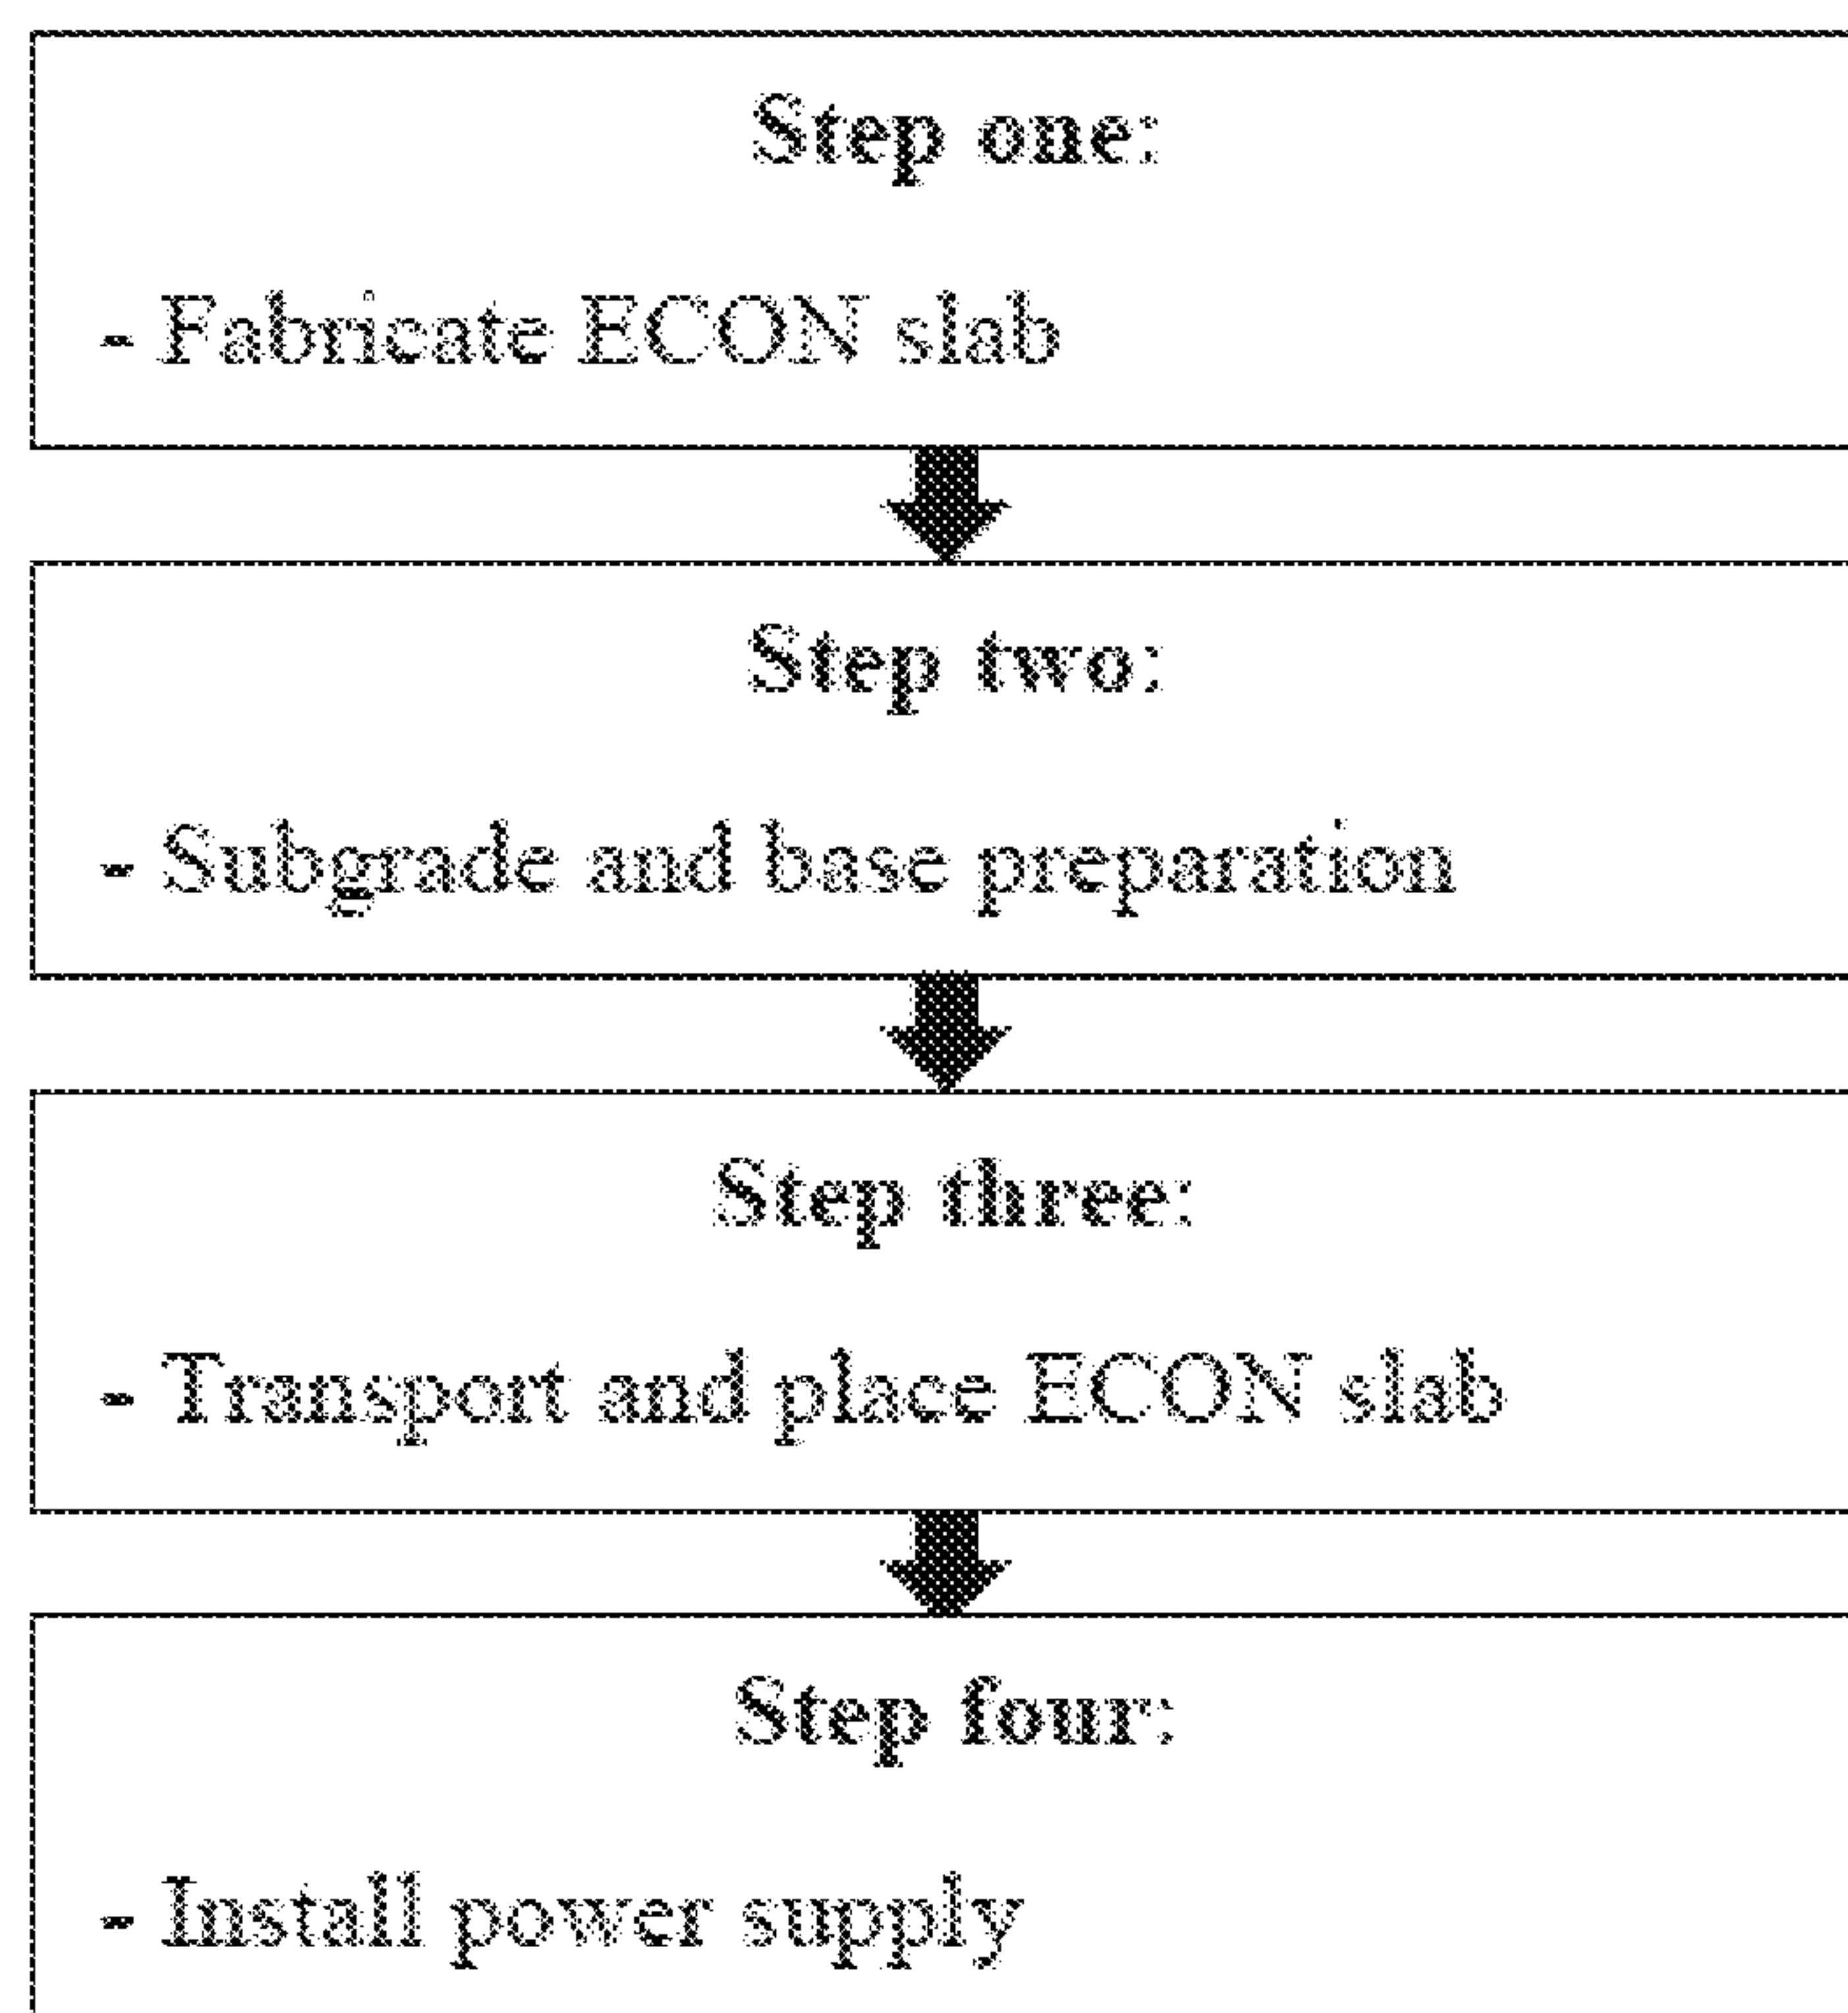 Step one:
- Fabricate ECON slab
Step two:
- Subgrade and base preparation
Step three:
- Transport and place ECON slab
Step four:
- Install power supply